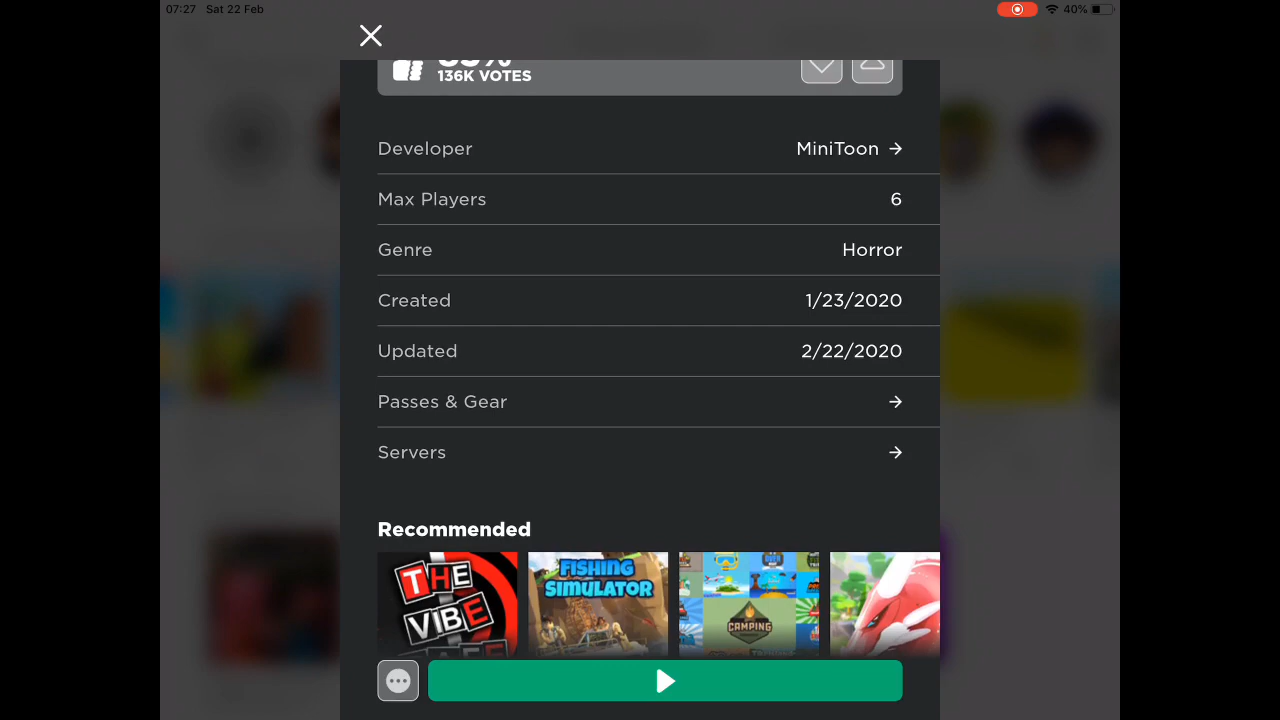 07:27 Sat 22 Feb 40%
136K VOTES
Developer MiniToon →
Max Players 6
Genre Horror
Created 1/23/2020
Updated 2/22/2020
Passes & Gear →
Servers →
Recommended
THE
VIBE
FISHING
SIMULATOR
CAMPING